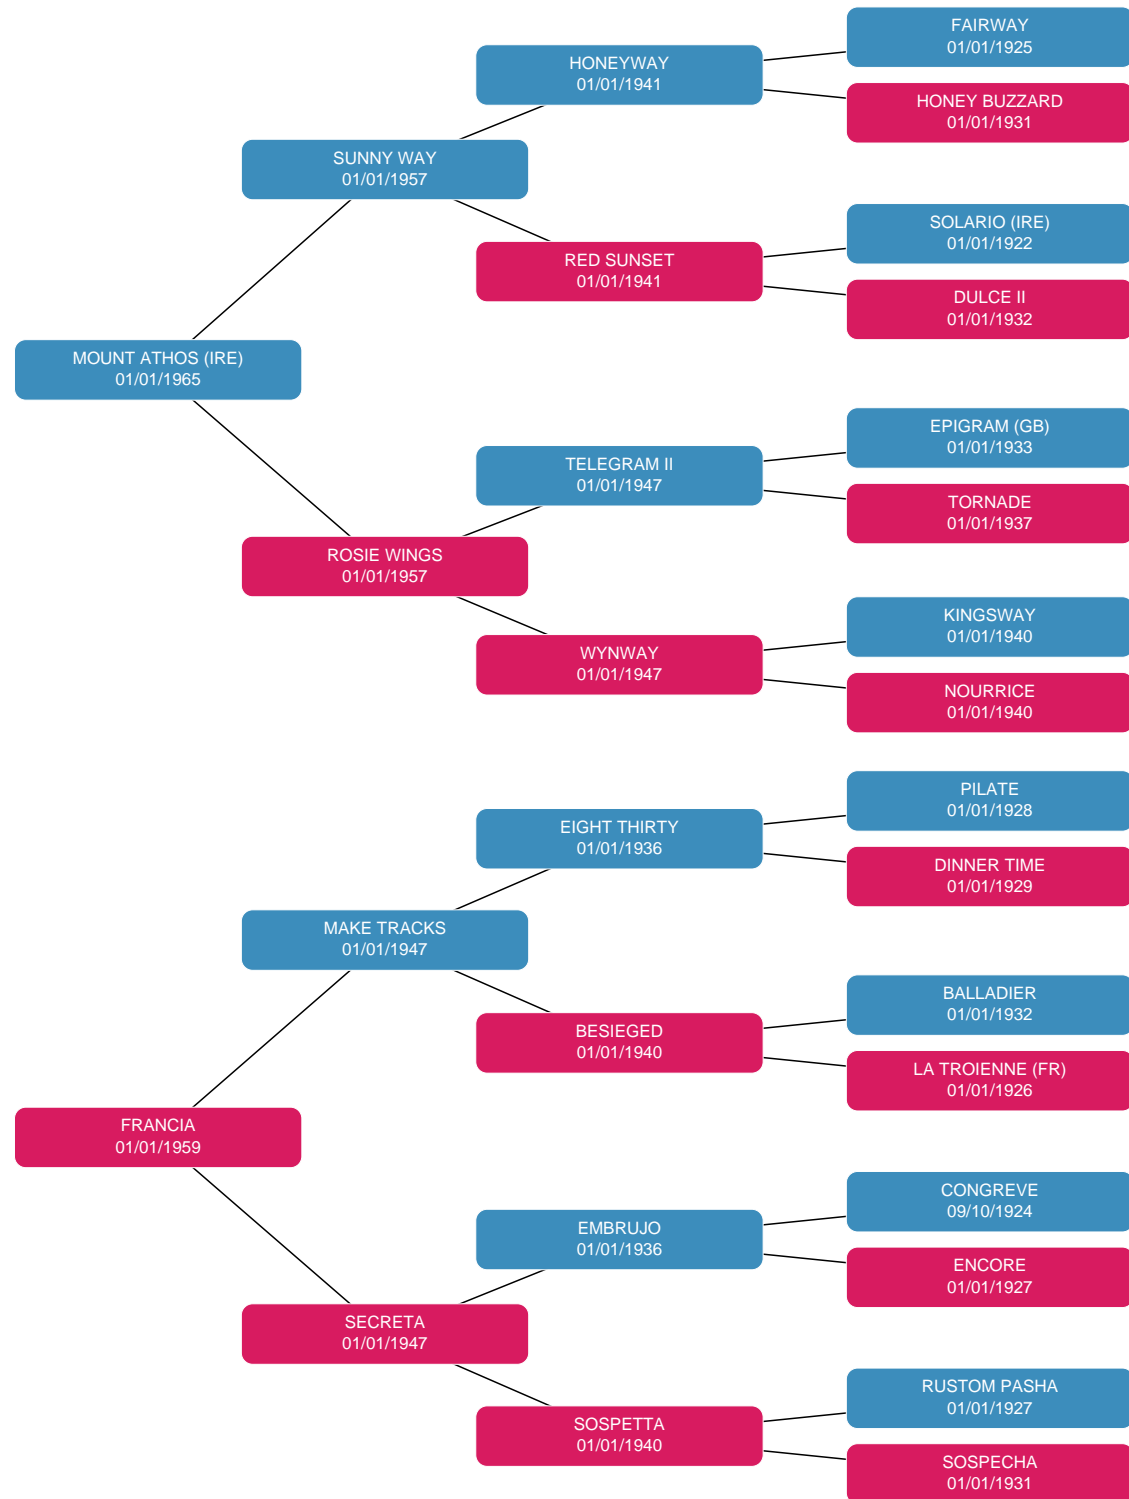 FAIRWAY
01/01/1925
HONEYWAY
01/01/1941
HONEY BUZZARD
01/01/1931
SUNNY WAY
01/01/1957
SOLARIO (IRE)
01/01/1922
RED SUNSET
01/01/1941
DULCE II
01/01/1932
MOUNT ATHOS (IRE)
01/01/1965
EPIGRAM (GB)
01/01/1933
TELEGRAM II
01/01/1947
TORNADE
01/01/1937
ROSIE WINGS
01/01/1957
KINGSWAY
01/01/1940
WYNWAY
01/01/1947
NOURRICE
01/01/1940
PILATE
01/01/1928
EIGHT THIRTY
01/01/1936
DINNER TIME
01/01/1929
MAKE TRACKS
01/01/1947
BALLADIER
01/01/1932
BESIEGED
01/01/1940
LA TROIENNE (FR)
01/01/1926
FRANCIA
01/01/1959
CONGREVE
09/10/1924
EMBRUJO
01/01/1936
ENCORE
01/01/1927
SECRETA
01/01/1947
RUSTOM PASHA
01/01/1927
SOSPETTA
01/01/1940
SOSPECHA
01/01/1931